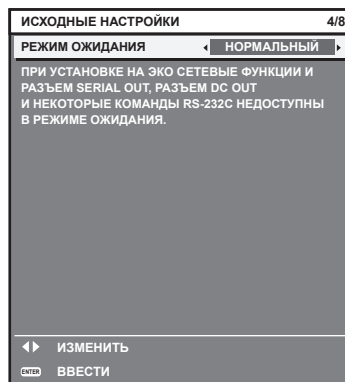 ИСХОДНЫЕ НАСТРОЙКИ 4/8
РЕЖИМ ОЖИДАНИЯ НОРМАЛЬНЫЙ
ПРИ УСТАНОВКЕ НА ЭКО СЕТЕВЫЕ ФУНКЦИИ И
РАЗЪЕМ SERIAL OUT, РАЗЪЕМ DC OUT
И НЕКОТОРЫЕ КОМАНДЫ RS-232C НЕДОСТУПНЫ
В РЕЖИМЕ ОЖИДАНИЯ.
ИЗМЕНИТЬ
ENTER ВВЕСТИ